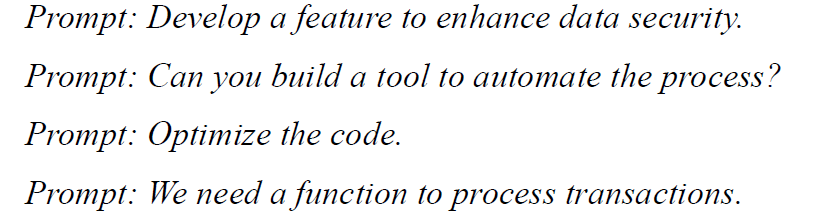 Prompt: Develop a feature to enhance data security.
Prompt: Can you build a tool to automate the process?
Prompt: Optimize the code.
Prompt: We need a function to process transactions.